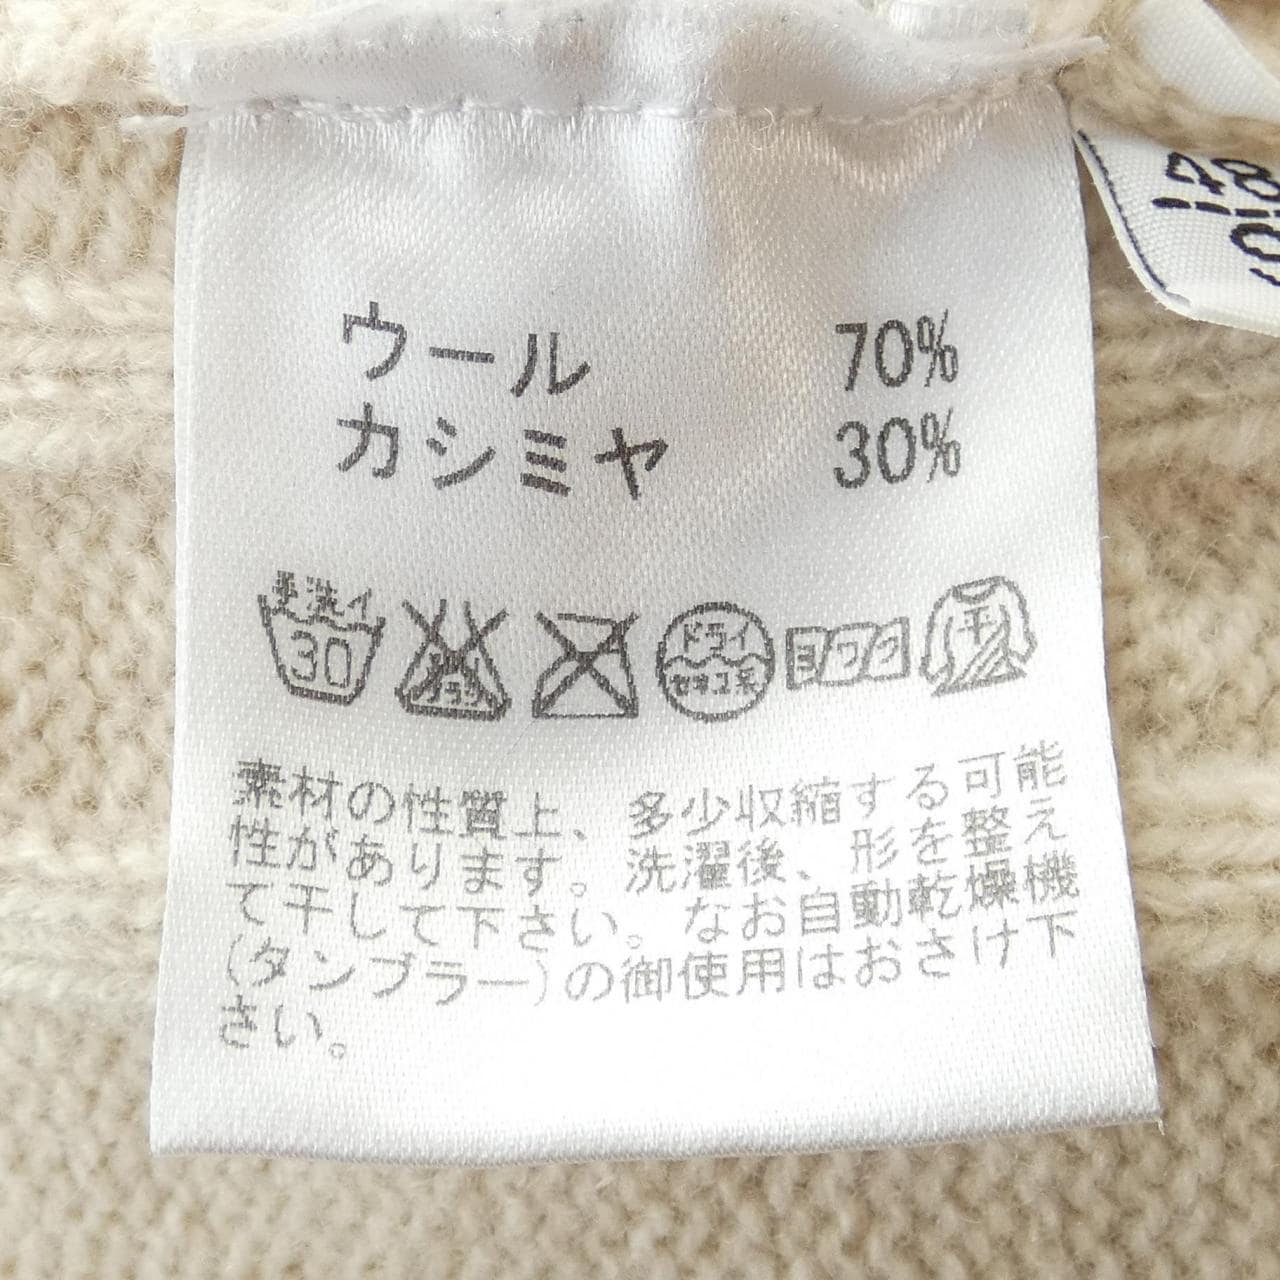 ウール 70%
カシミヤ 30%
手洗イ
30
ドライ
セキユ系
ヨワク
平
素材の性質上、多少収縮する可能
性があります。洗濯後、形を整え
て干して下さい。なお自動乾燥機
(タンブラー)の御使用はおさけ下
さい。